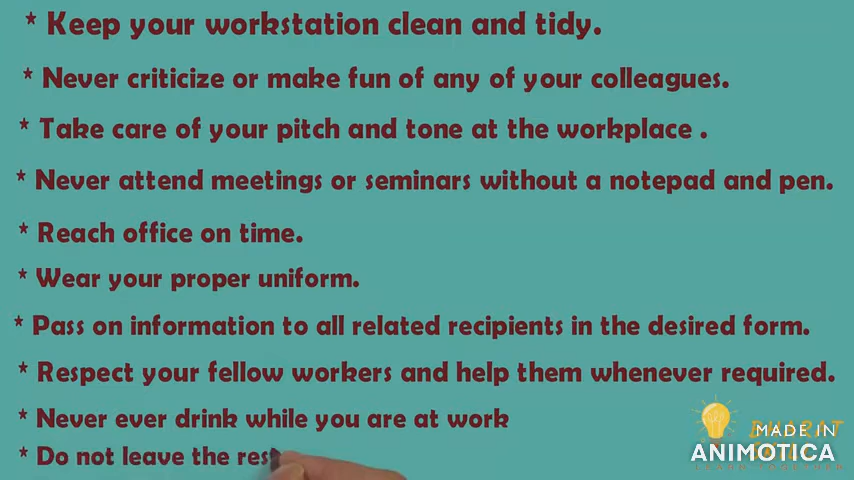 * Keep your workstation clean and tidy.
* Never criticize or make fun of any of your colleagues.
* Take care of your pitch and tone at the workplace .
* Never attend meetings or seminars without a notepad and pen.
* Reach office on time.
* Wear your proper uniform.
* Pass on information to all related recipients in the desired form.
* Respect your fellow workers and help them whenever required.
* Never ever drink while you are at work
* Do not leave the res
MADE IN
ANIMOTICA